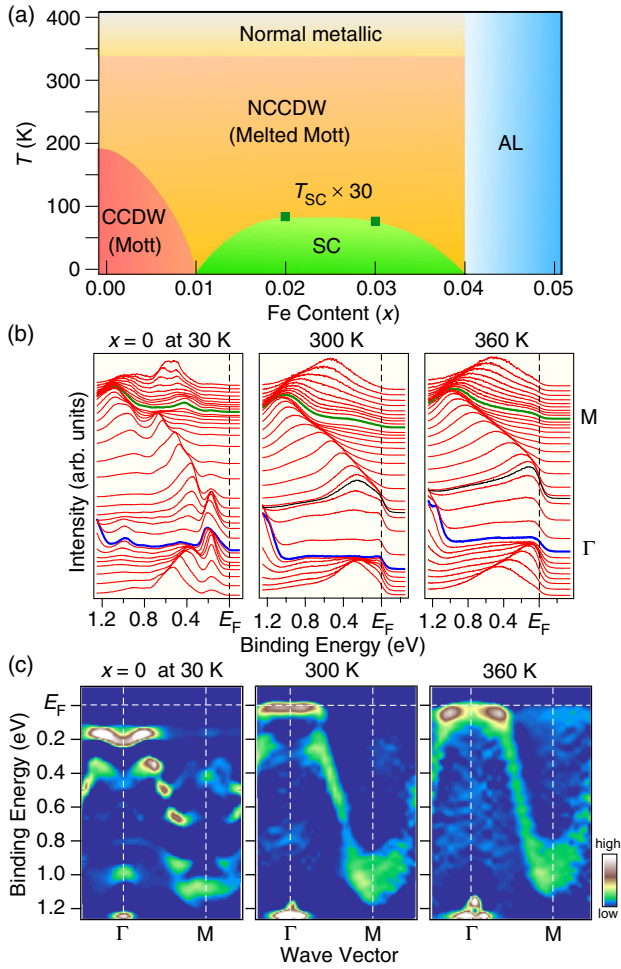 (a)
400
300
200
100
0
T (K)
Normal metallic
NCCDW
(Melted Mott)
AL
CCDW
(Mott)
TSC × 30
SC
0.00 0.01 0.02 0.03 0.04 0.05
Fe Content (x)
(b)
x = 0 at 30 K 300 K 360 K
Intensity (arb. units)
M
Γ
1.2 0.8 0.4 EF 1.2 0.8 0.4 EF 1.2 0.8 0.4 EF
Binding Energy (eV)
(c)
x = 0 at 30 K 300 K 360 K
EF
0.2
0.4
0.6
0.8
1.0
1.2
Binding Energy (eV)
high
low
Γ M Γ M Γ M
Wave Vector